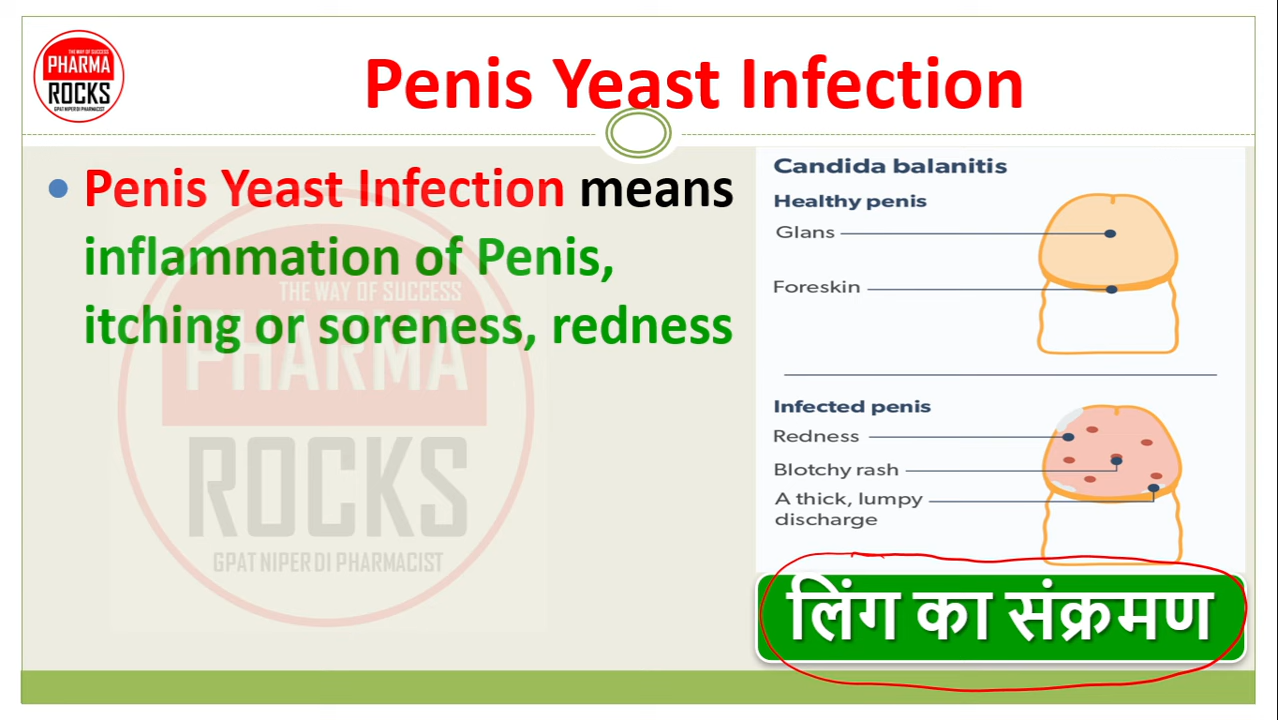 THE WAY OF SUCCESS
PHARMA
ROCKS
GPAT NIPER DI PHARMACIST
Penis Yeast Infection
Penis Yeast Infection means
inflammation of Penis,
itching or soreness, redness
THE WAY OF SUCCESS
PHARMA
ROCKS
GPAT NIPER DI PHARMACIST
Candida balanitis
Healthy penis
Glans
Foreskin
Infected penis
Redness
Blotchy rash
A thick, lumpy
discharge
लिंग का संक्रमण